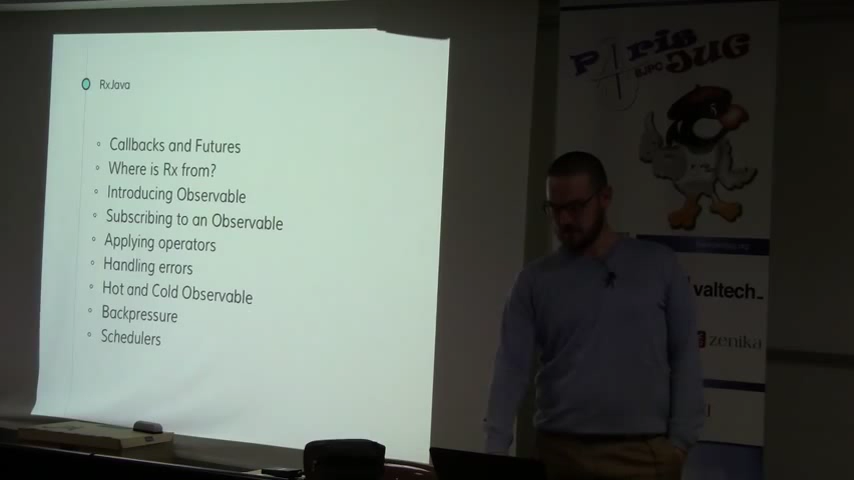 RxJava
Callbacks and Futures
Where is Rx from?
Introducing Observable
Subscribing to an Observable
Applying operators
Handling errors
Hot and Cold Observable
Backpressure
Schedulers
Paris
JUG
valtech_
zenika